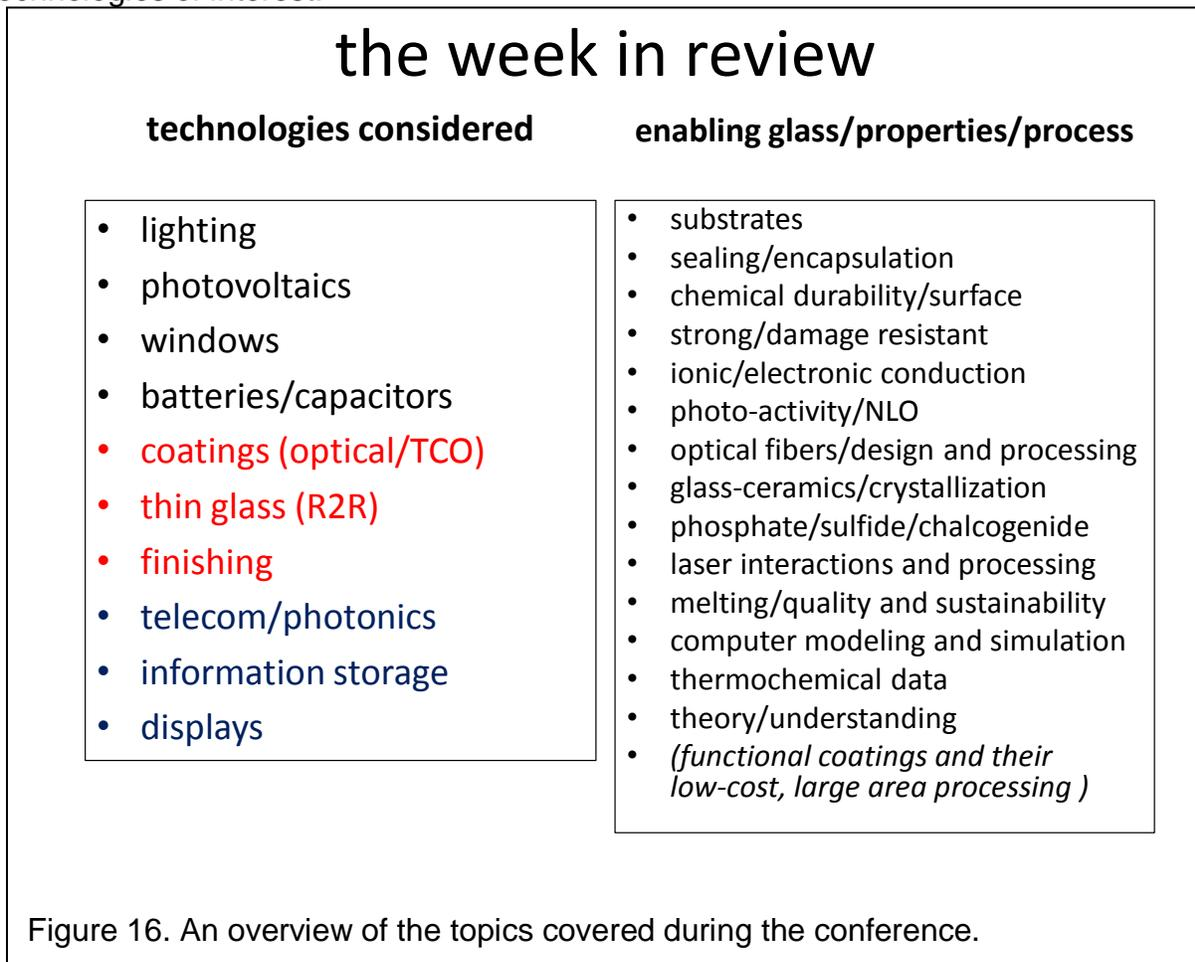 the week in review
technologies considered
• lighting
• photovoltaics
• windows
• batteries/capacitors
• coatings (optical/TCO)
• thin glass (R2R)
• finishing
• telecom/photonics
• information storage
• displays
enabling glass/properties/process
• substrates
• sealing/encapsulation
• chemical durability/surface
• strong/damage resistant
• ionic/electronic conduction
• photo-activity/NLO
• optical fibers/design and processing
• glass-ceramics/crystallization
• phosphate/sulfide/chalcogenide
• laser interactions and processing
• melting/quality and sustainability
• computer modeling and simulation
• thermochemical data
• theory/understanding
• (functional coatings and their
low-cost, large area processing )
Figure 16. An overview of the topics covered during the conference.